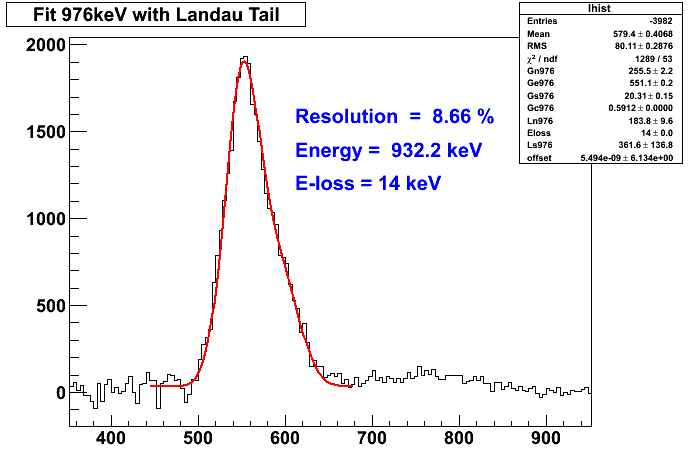 Fit 976keV with Landau Tail
lhist
Entries -3982
Mean 579.4 ± 0.4068
RMS 80.11 ± 0.2876
χ² / ndf 1289 / 53
Gn976 255.5 ± 2.2
Ge976 551.1 ± 0.2
Gs976 20.31 ± 0.15
Gc976 0.5912 ± 0.0000
Ln976 183.8 ± 9.6
Eloss 14 ± 0.0
Ls976 361.6 ± 136.8
offset 5.494e-09 ± 6.134e+00
Resolution = 8.66 %
Energy = 932.2 keV
E-loss = 14 keV
2000
1500
1000
500
0
400 500 600 700 800 900